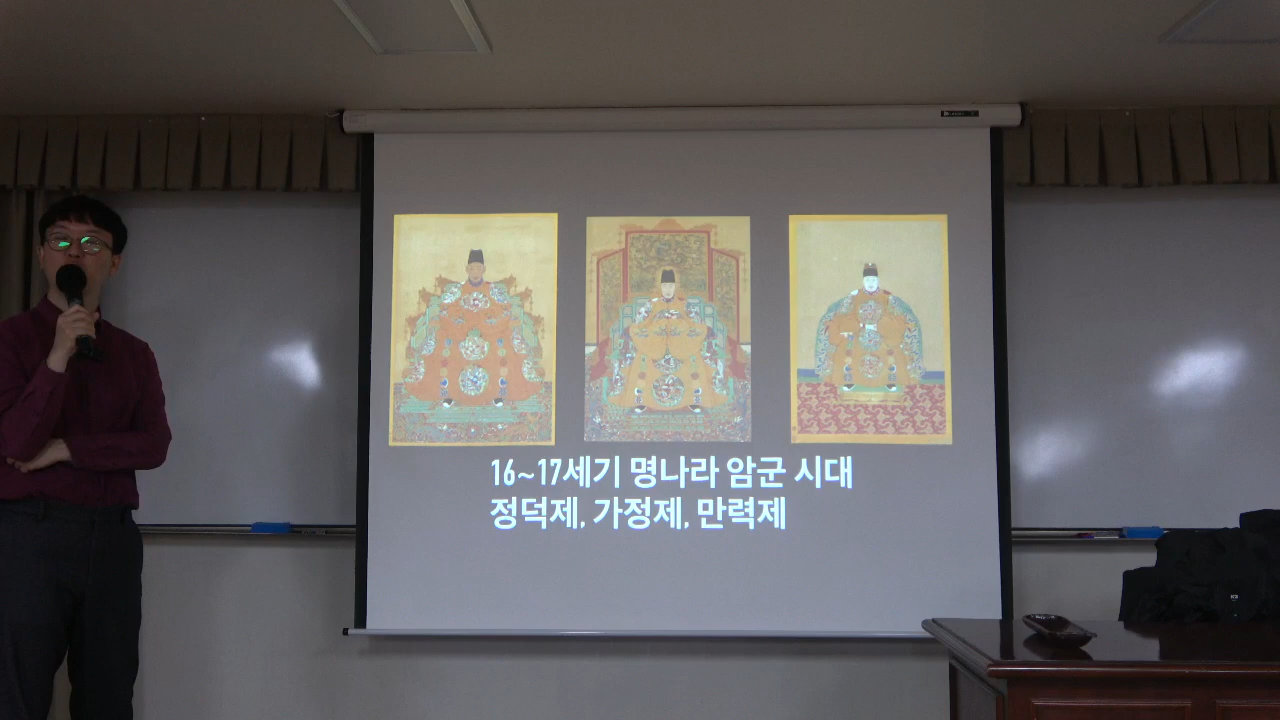 16~17세기 명나라 암군 시대
정덕제, 가정제, 만력제